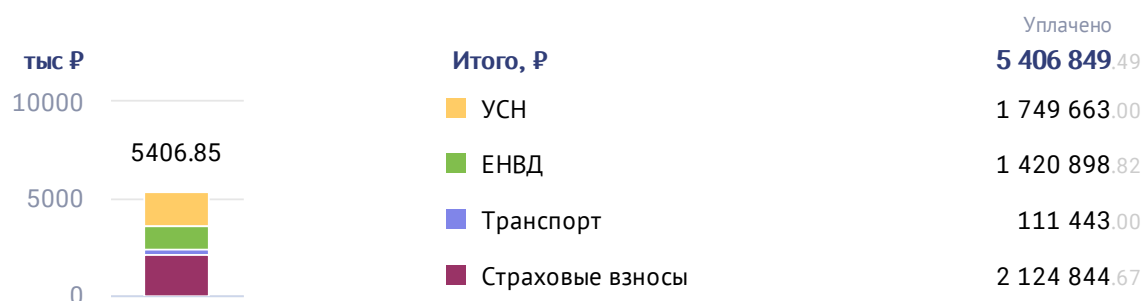 Уплачено
тыс ₽ Итого, ₽ 5 406 849.49
10000 УСН 1 749 663.00
5406.85
ЕНВД 1 420 898.82
5000 Транспорт 111 443.00
0 Страховые взносы 2 124 844.67